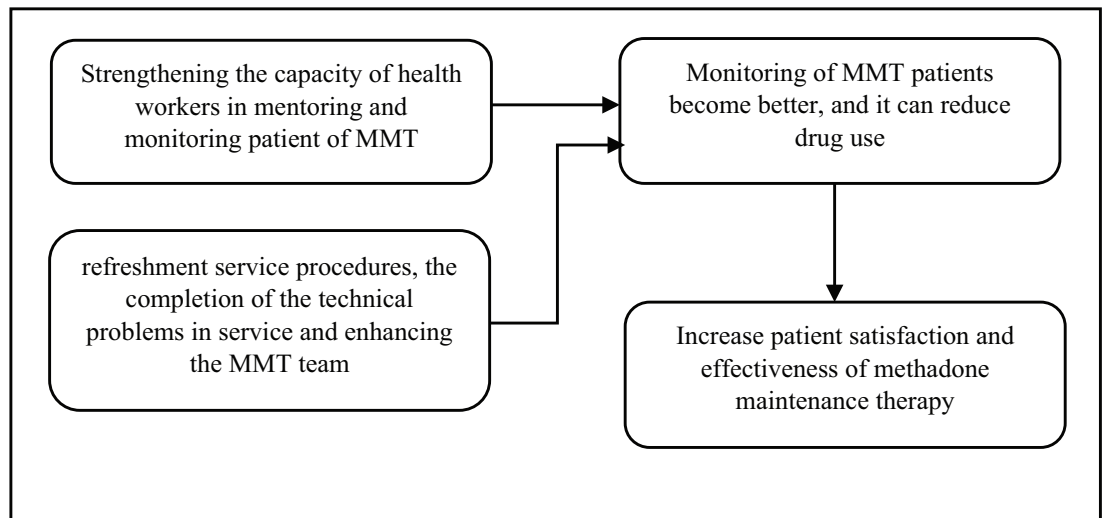 Strengthening the capacity of health
workers in mentoring and
monitoring patient of MMT
Monitoring of MMT patients
become better, and it can reduce
drug use
refreshment service procedures, the
completion of the technical
problems in service and enhancing
the MMT team
Increase patient satisfaction and
effectiveness of methadone
maintenance therapy